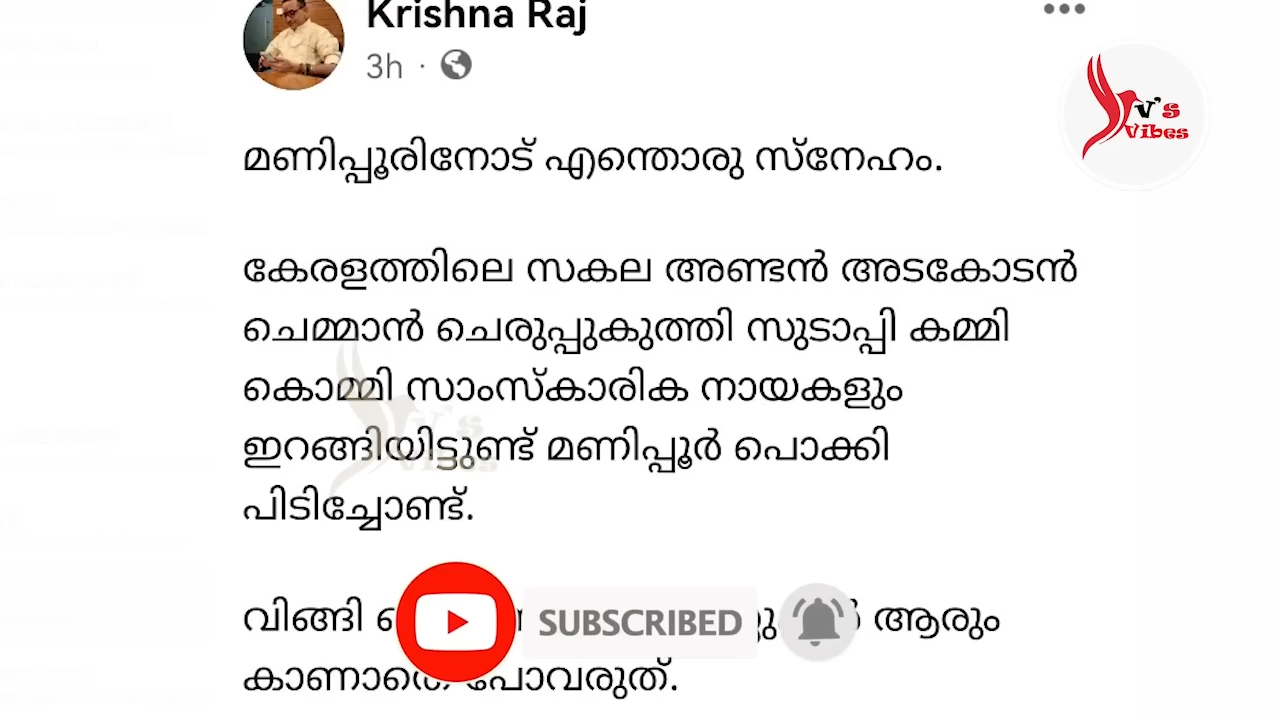 Krishna Raj
3h ·
V's
Vibes
മണിപ്പൂരിനോട് എന്തൊരു സ്നേഹം.
കേരളത്തിലെ സകല അണ്ടൻ അടകോടൻ
ചെമ്മാൻ ചെരുപ്പുകുത്തി സുടാപ്പി കമ്മി
കൊമ്മി സാംസ്കാരിക നായകളും
ഇറങ്ങിയിട്ടുണ്ട് മണിപ്പൂർ പൊക്കി
പിടിച്ചോണ്ട്.
V's
Vibes
വിങ്ങി ആരും
SUBSCRIBED
കാണാതെ പോവരുത്.